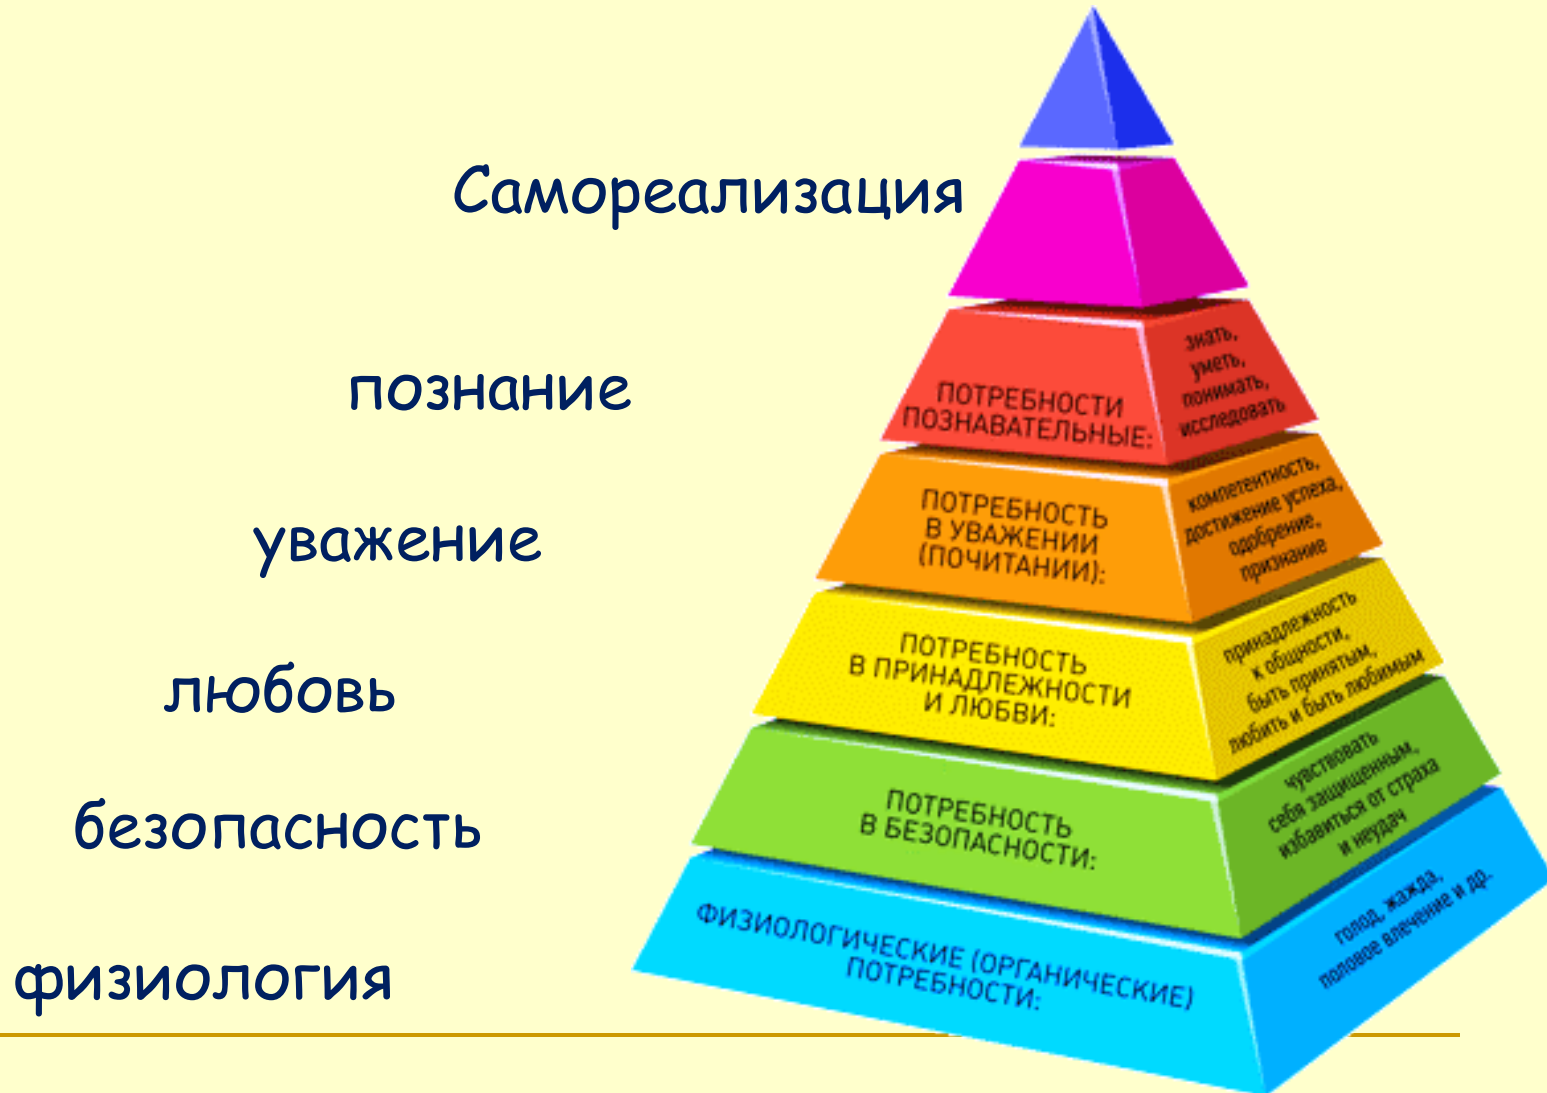 Самореализация
познание
ПОТРЕБНОСТИ
ПОЗНАВАТЕЛЬНЫЕ:
знать,
уметь,
понимать,
исследовать
уважение
ПОТРЕБНОСТЬ
В УВАЖЕНИИ
(ПОЧИТАНИИ):
компетентность,
достижение успеха,
одобрение,
признание
любовь
ПОТРЕБНОСТЬ
В ПРИНАДЛЕЖНОСТИ
И ЛЮБВИ:
принадлежность
к общности,
быть принятым,
любить и быть любимым
безопасность
ПОТРЕБНОСТЬ
В БЕЗОПАСНОСТИ:
чувствовать
себя защищенным,
избавиться от страха
и неудач
физиология
ФИЗИОЛОГИЧЕСКИЕ (ОРГАНИЧЕСКИЕ)
ПОТРЕБНОСТИ:
голод, жажда,
половое влечение и др.